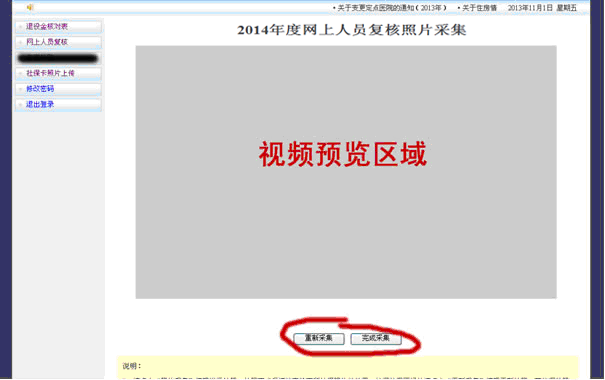 • 关于变更定点医院的通知（2013年） • 关于住房情 2013年11月1日 星期五
退役金核对表
网上人员复核
社保卡照片上传
修改密码
退出登录
2014年度网上人员复核照片采集
视频预览区域
重新采集 完成采集
说明：